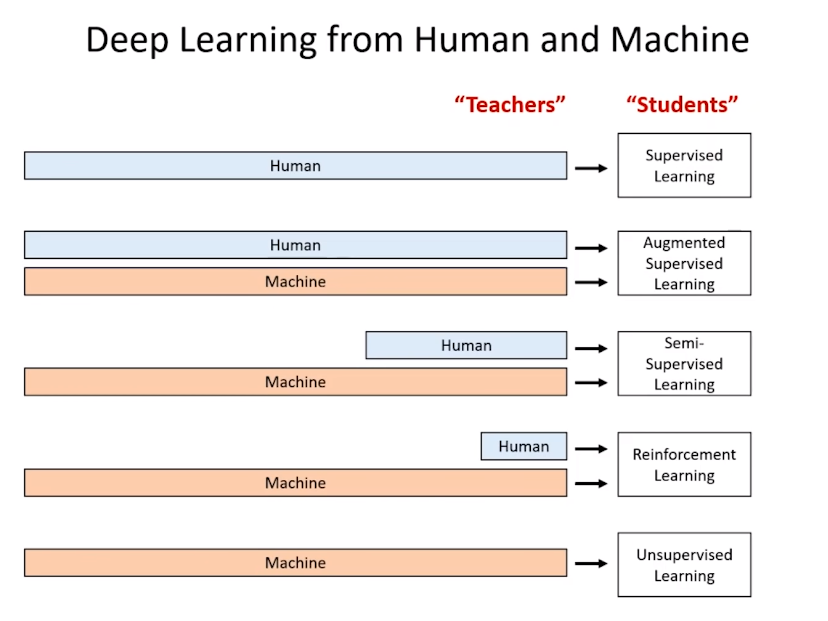 Deep Learning from Human and Machine
“Teachers”
“Students”
Human
Supervised
Learning
Human
Machine
Augmented
Supervised
Learning
Human
Machine
Semi-
Supervised
Learning
Human
Machine
Reinforcement
Learning
Machine
Unsupervised
Learning